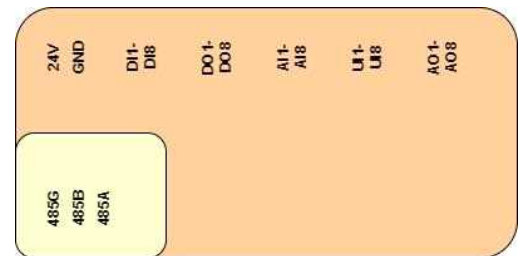 24V
GND
DI1-
DI8
DO1-
DO8
AI1-
AI8
UI1-
UI8
AO1-
AO8
485G
485B
485A